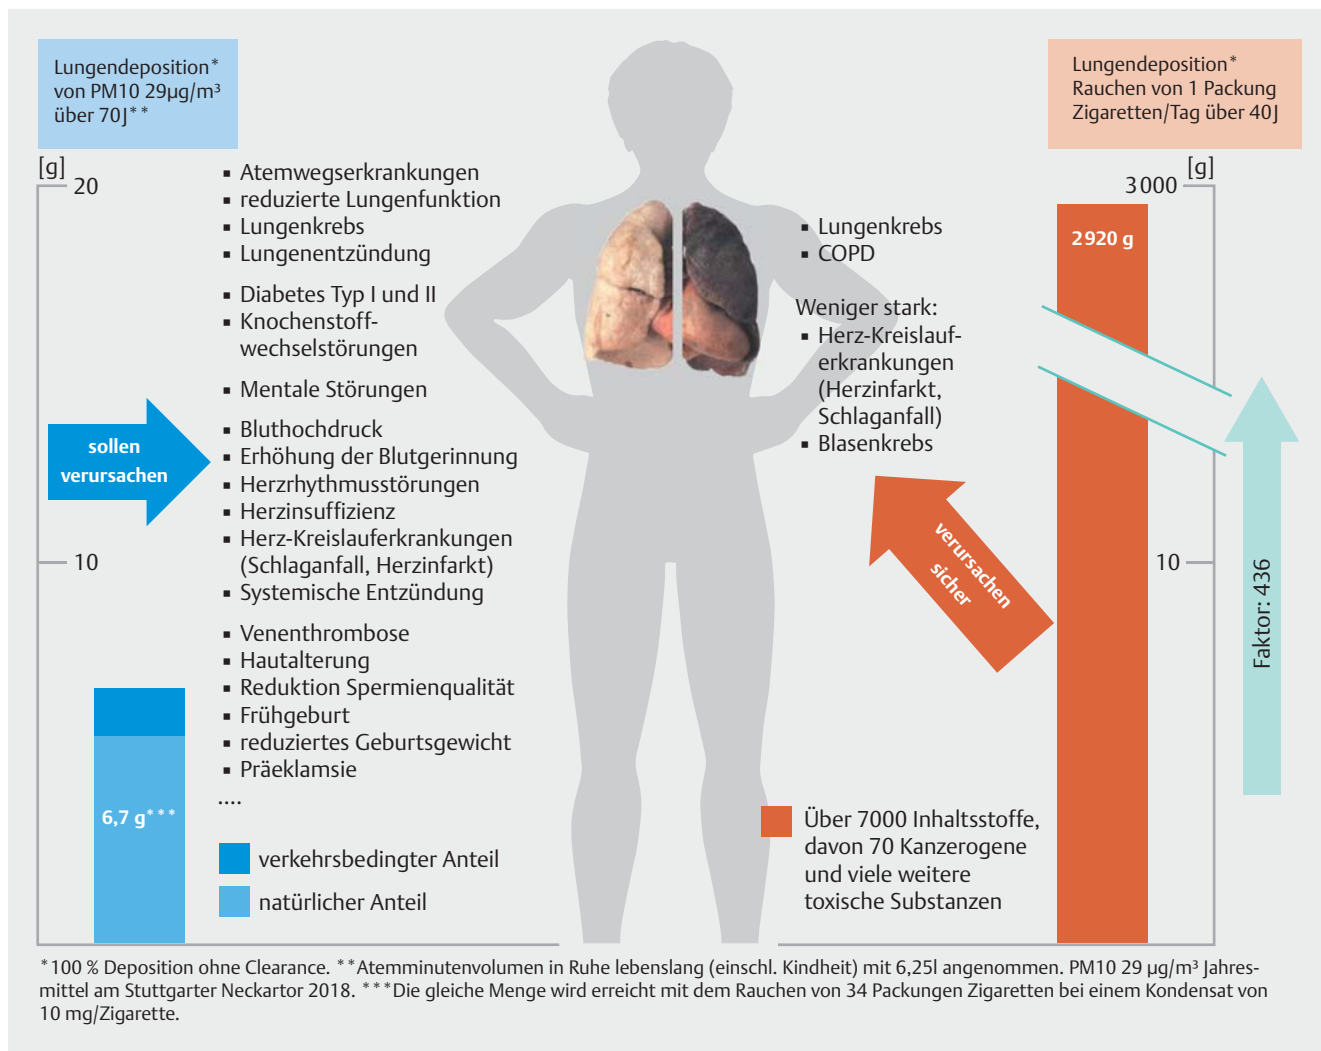 Lungendeposition*
von PM10 29µg/m³
über 70J**
[g]
20
10
sollen
verursachen
6,7 g***
▪ Atemwegserkrankungen
▪ reduzierte Lungenfunktion
▪ Lungenkrebs
▪ Lungenentzündung
▪ Diabetes Typ I und II
▪ Knochenstoff-
wechselstörungen
▪ Mentale Störungen
▪ Bluthochdruck
▪ Erhöhung der Blutgerinnung
▪ Herzrhythmusstörungen
▪ Herzinsuffizienz
▪ Herz-Kreislauferkrankungen
(Schlaganfall, Herzinfarkt)
▪ Systemische Entzündung
▪ Venenthrombose
▪ Hautalterung
▪ Reduktion Spermienqualität
▪ Frühgeburt
▪ reduziertes Geburtsgewicht
▪ Präeklamsie
....
verkehrsbedingter Anteil
natürlicher Anteil
▪ Lungenkrebs
▪ COPD
Weniger stark:
▪ Herz-Kreislauf-
erkrankungen
(Herzinfarkt,
Schlaganfall)
▪ Blasenkrebs
verursachen
sicher
Über 7000 Inhaltsstoffe,
davon 70 Kanzerogene
und viele weitere
toxische Substanzen
Lungendeposition*
Rauchen von 1 Packung
Zigaretten/Tag über 40J
[g]
3000
2920 g
10
Faktor: 436
*100 % Deposition ohne Clearance. **Atemminutenvolumen in Ruhe lebenslang (einschl. Kindheit) mit 6,25l angenommen. PM10 29 µg/m³ Jahres-
mittel am Stuttgarter Neckartor 2018. ***Die gleiche Menge wird erreicht mit dem Rauchen von 34 Packungen Zigaretten bei einem Kondensat von
10 mg/Zigarette.